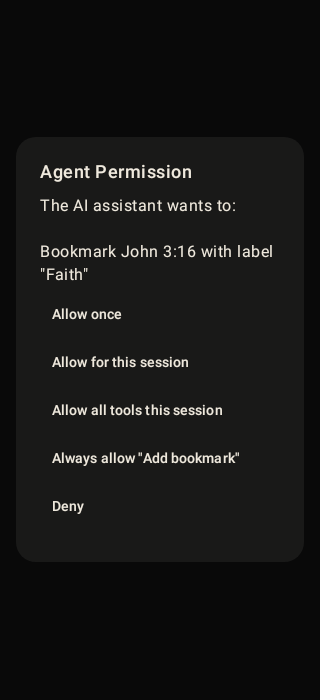 Agent Permission
The AI assistant wants to:
Bookmark John 3:16 with label
"Faith"
Allow once
Allow for this session
Allow all tools this session
Always allow "Add bookmark"
Deny